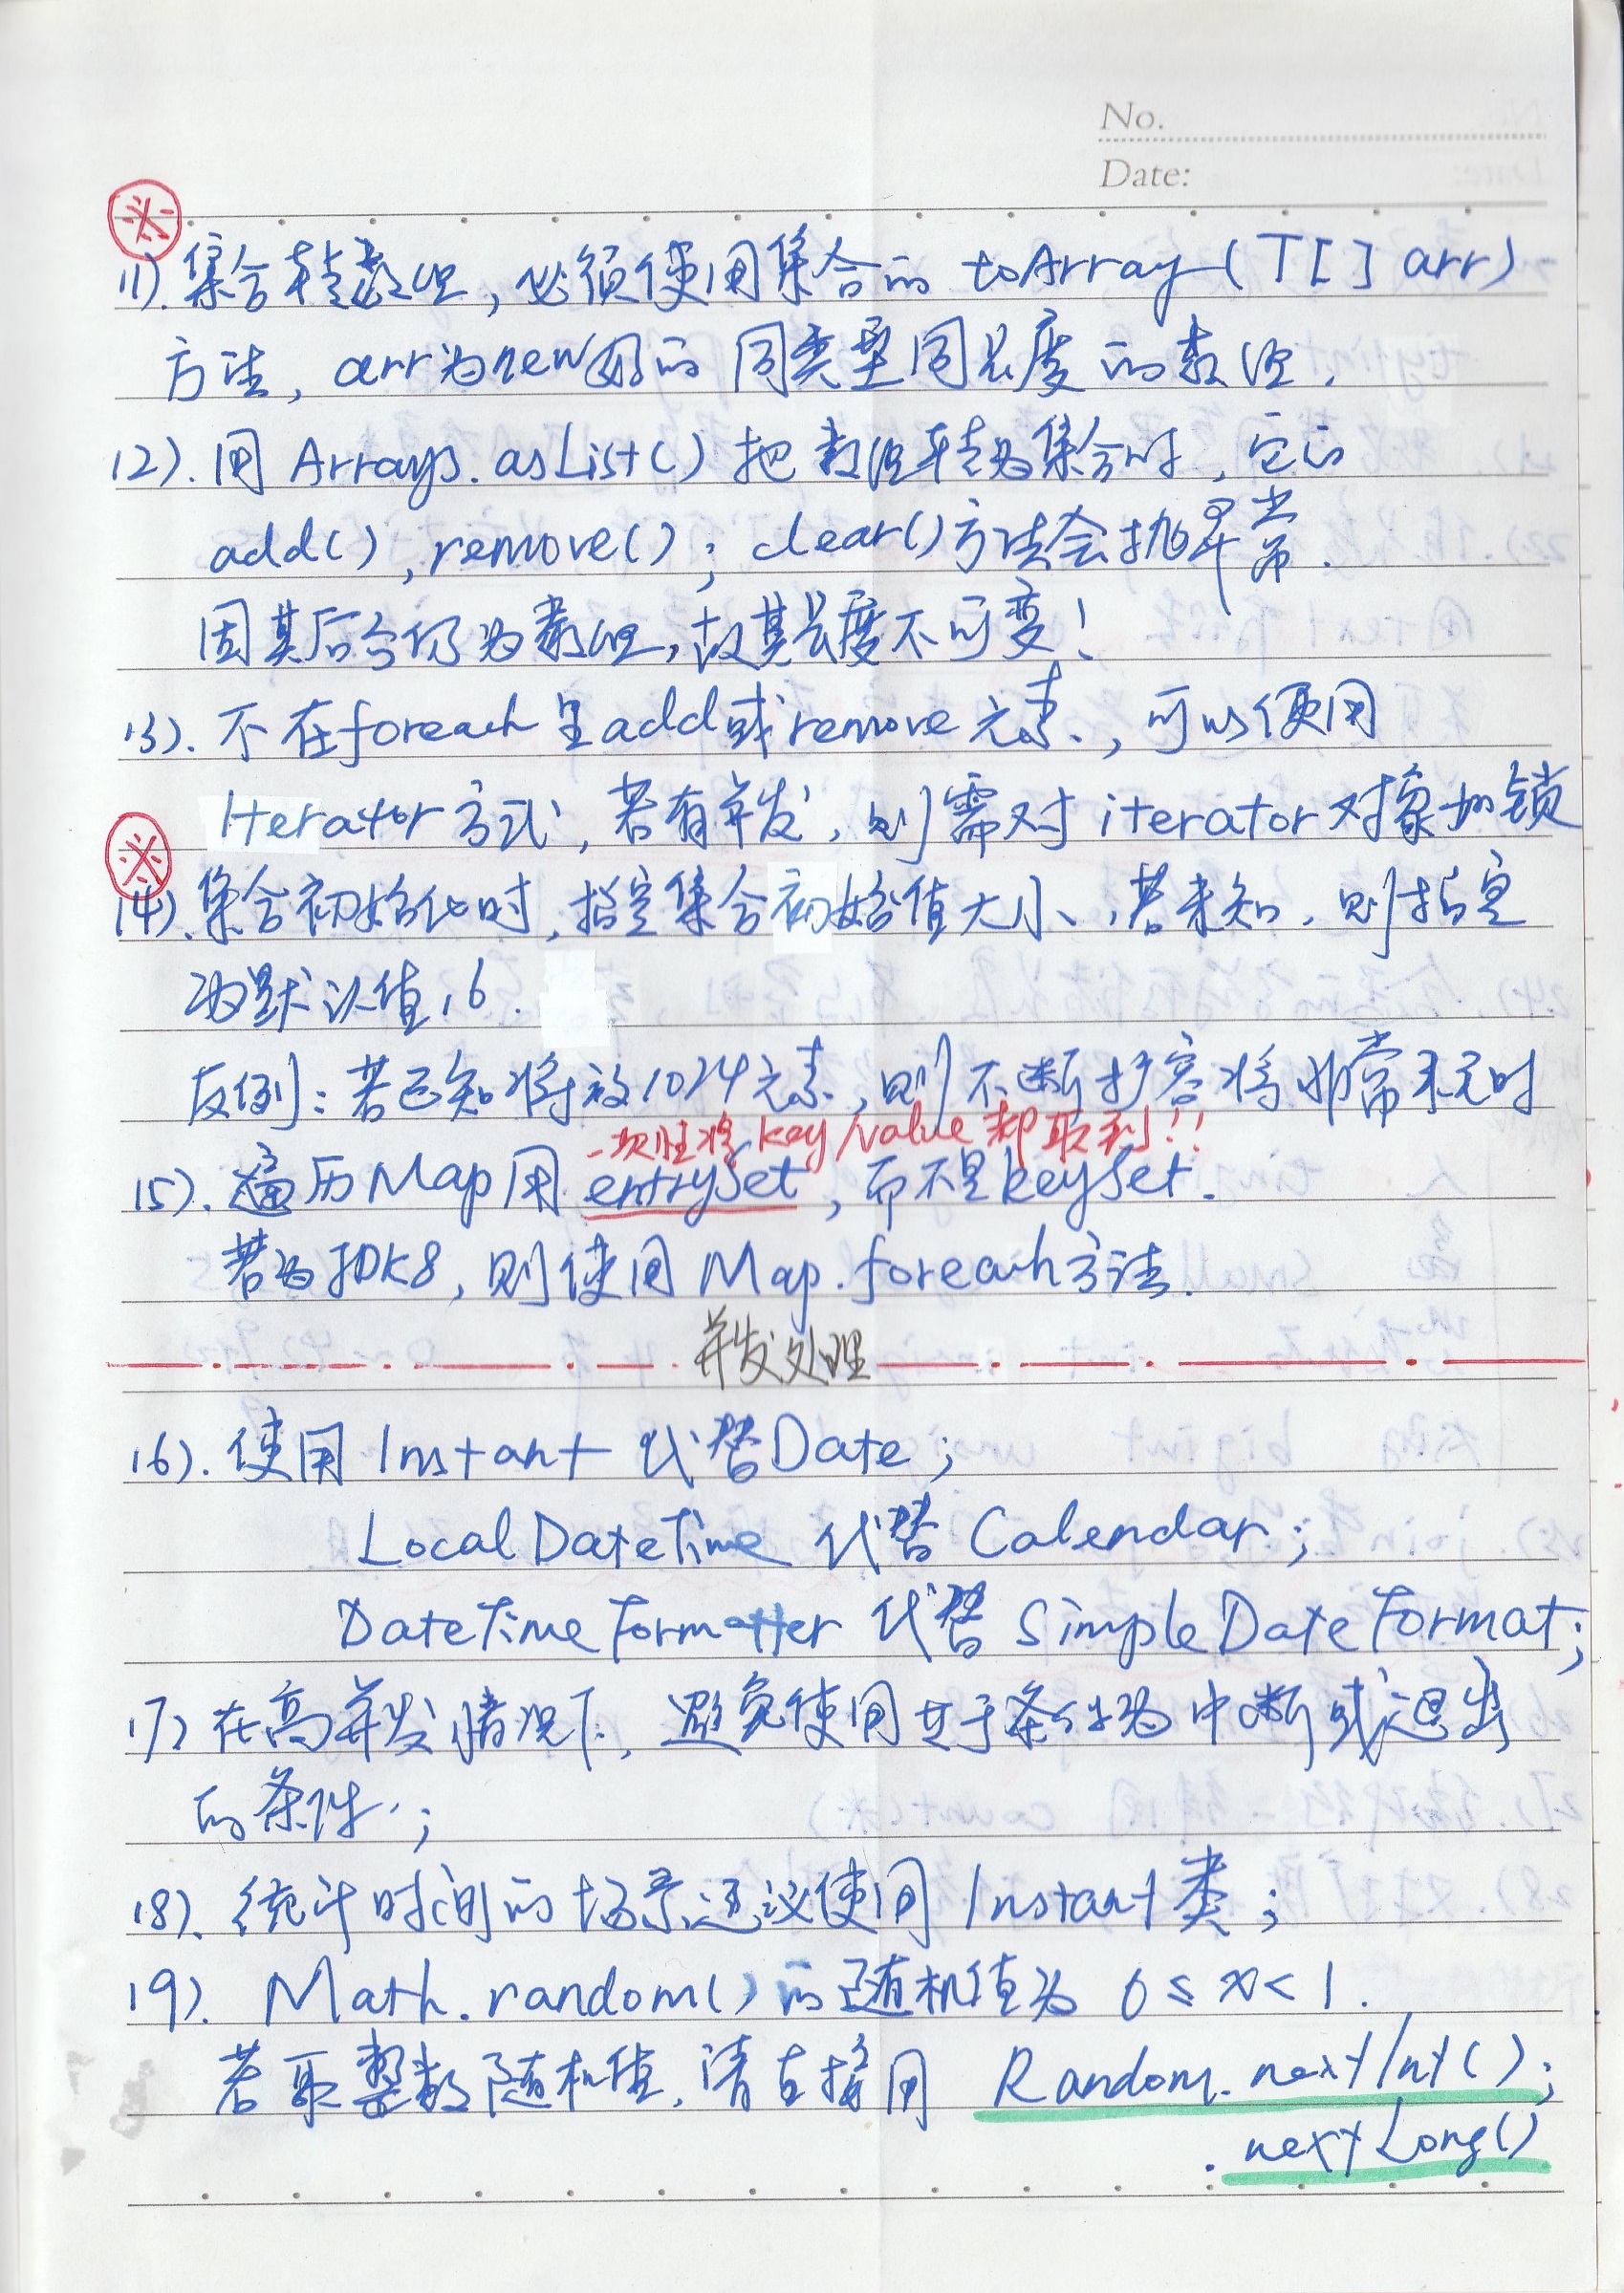 No.
Date:
※
11). 集合转数组, 必须使用集合的 toArray(T[] arr)
方法, arr为new好的 同类型同长度的数组.
12). 用 Arrays.asList() 把数组转为集合时, 它的
add(), remove(); clear()方法会抛异常.
因其后台仍为数组, 故其长度不可变!
13). 不在foreach里add或remove元素, 可以使用
Iterator方式, 若有并发, 则需对iterator对象加锁
※
14). 集合初始化时, 指定集合初始值大小, 若未知, 则指定
为默认值16.
反例: 若已知将放1024元素, 则不断扩容将非常耗时
一次性将key/value都取到!!
15). 遍历Map用entrySet, 而不是keySet.
若为JDK8, 则使用Map.foreach方法.
并发处理
16). 使用Instant代替Date;
LocalDateTime 代替 Calendar;
DateTimeFormatter 代替 SimpleDateFormat;
17) 在高并发情况下, 避免使用 于条件为中断或退出
的条件;
18). 统计时间的场景建议使用Instant类;
19). Math.random()的随机值为 0≤x<1.
若取整数随机值, 请直接用 Random.nextInt();
.nextLong()